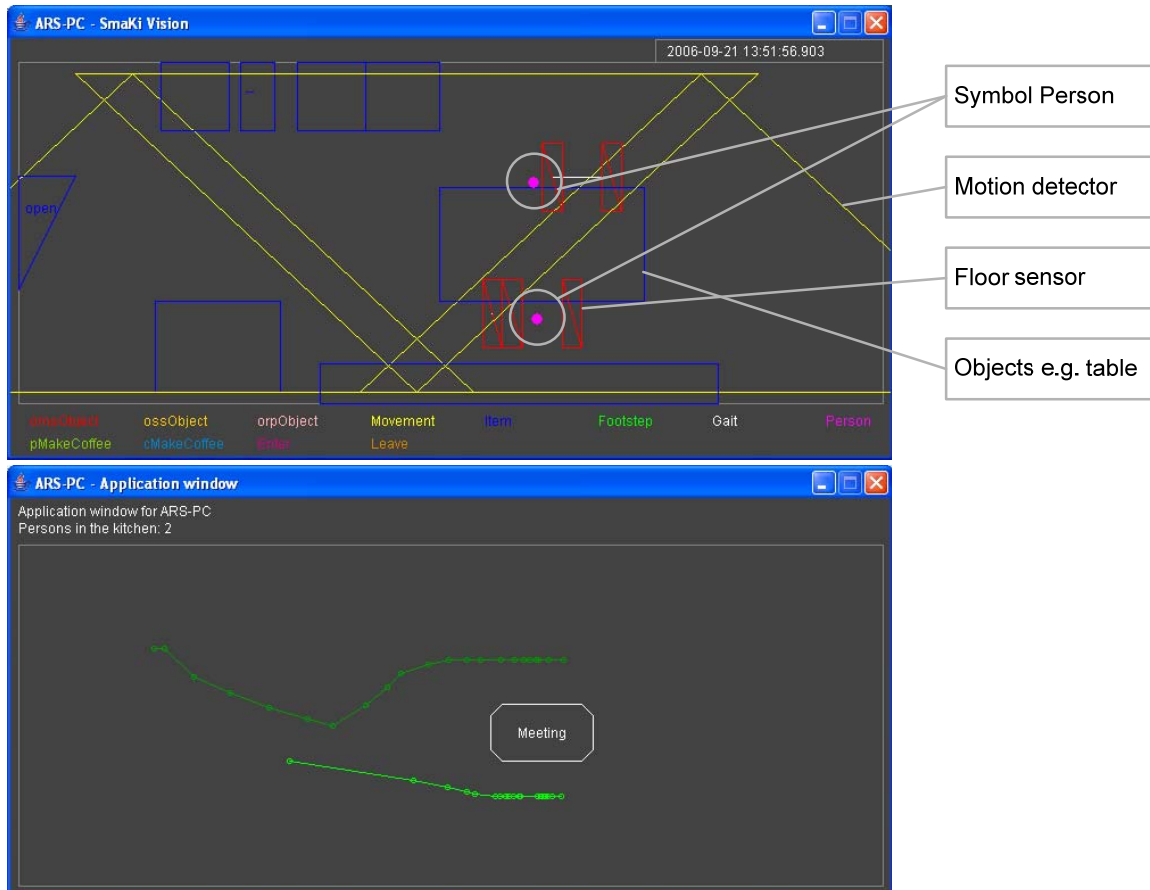 ARS-PC - SmaKi Vision
2006-09-21 13:51:56.903
open
Symbol Person
Motion detector
Floor sensor
Objects e.g. table
ossObject orpObject Movement Item Footstep Gait Person
pMakeCoffee cMakeCoffee Enter Leave
ARS-PC - Application window
Application window for ARS-PC
Persons in the kitchen: 2
Meeting